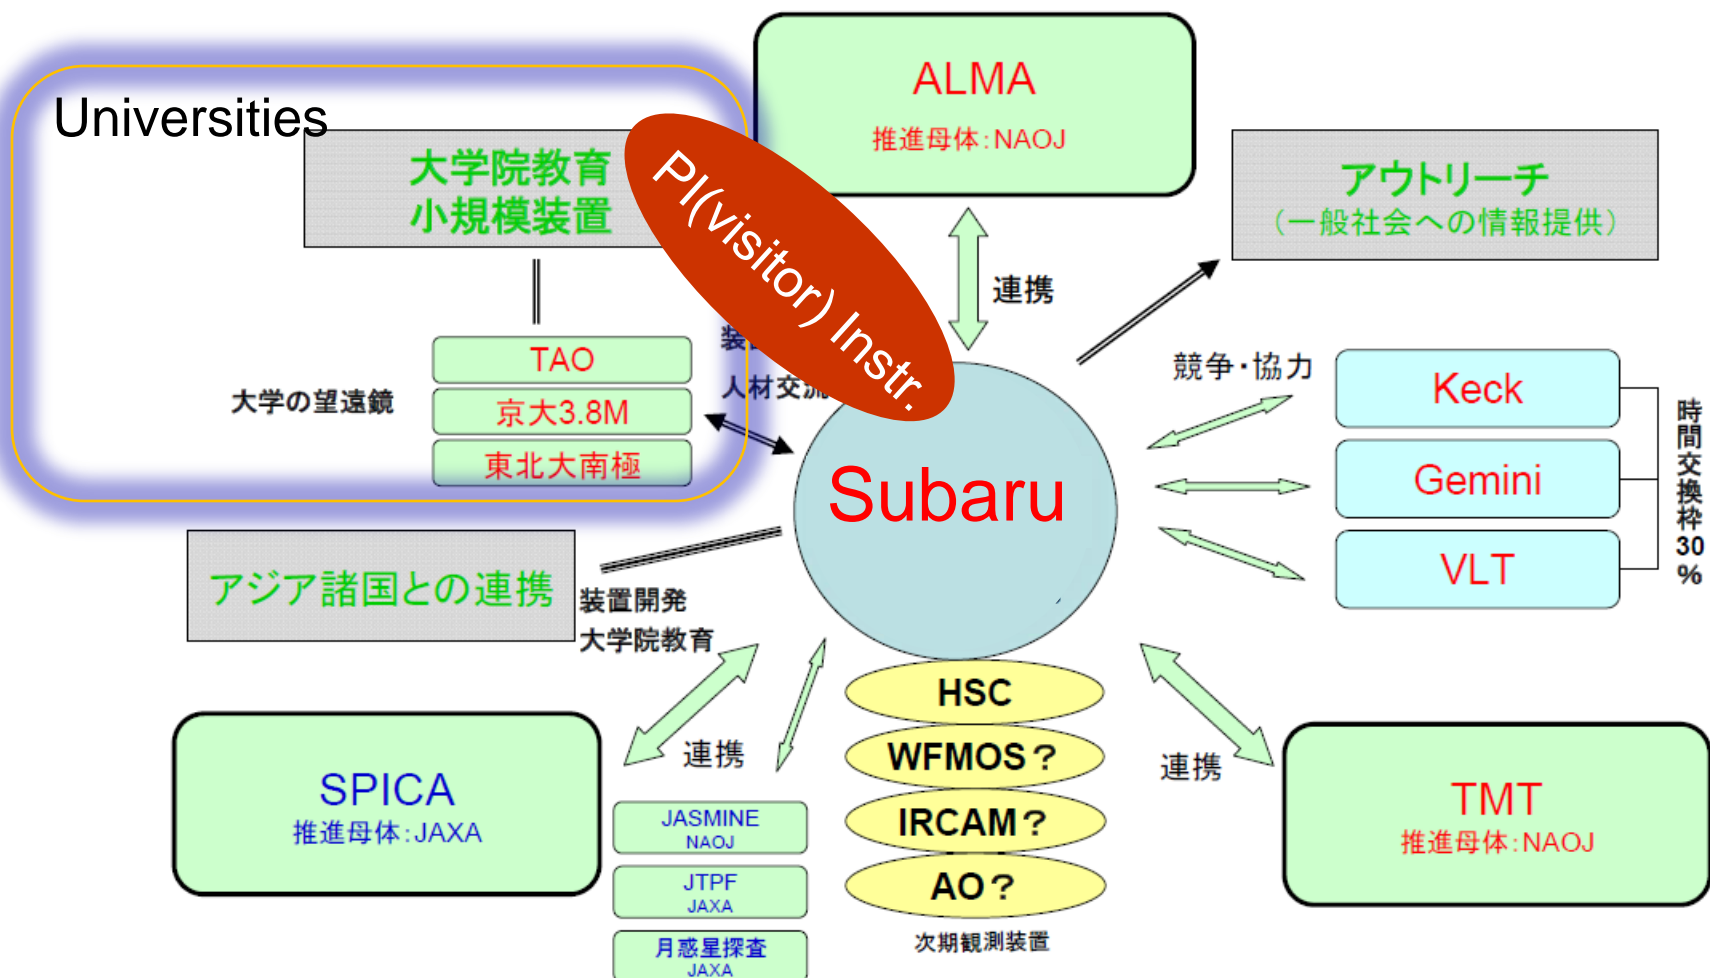 Universities
ALMA
推進母体：NAOJ
大学院教育
小規模装置
PI(visitor) Instr.
アウトリーチ
（一般社会への情報提供）
連携
装
人材交流
大学の望遠鏡
TAO
京大3.8M
東北大南極
競争・協力
Keck
Gemini
VLT
時間交換枠30%
Subaru
アジア諸国との連携
装置開発
大学院教育
HSC
WFMOS？
IRCAM？
AO？
次期観測装置
連携
SPICA
推進母体：JAXA
JASMINE
NAOJ
JTPF
JAXA
月惑星探査
JAXA
連携
TMT
推進母体：NAOJ